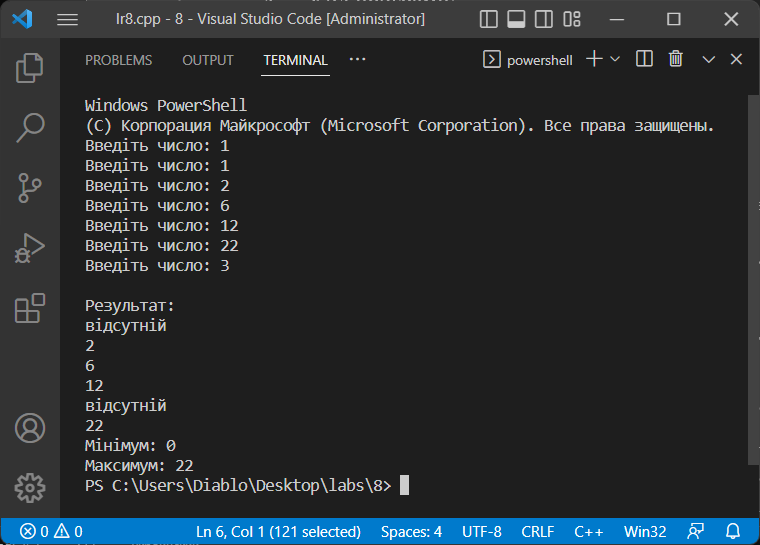 lr8.cpp - 8 - Visual Studio Code [Administrator]
PROBLEMS OUTPUT TERMINAL ··· powershell
Windows PowerShell
(C) Корпорация Майкрософт (Microsoft Corporation). Все права защищены.
Введіть число: 1
Введіть число: 1
Введіть число: 2
Введіть число: 6
Введіть число: 12
Введіть число: 22
Введіть число: 3
Результат:
відсутній
2
6
12
відсутній
22
Мінімум: 0
Максимум: 22
PS C:\Users\Diablo\Desktop\labs\8>
0 0 Ln 6, Col 1 (121 selected) Spaces: 4 UTF-8 CRLF C++ Win32